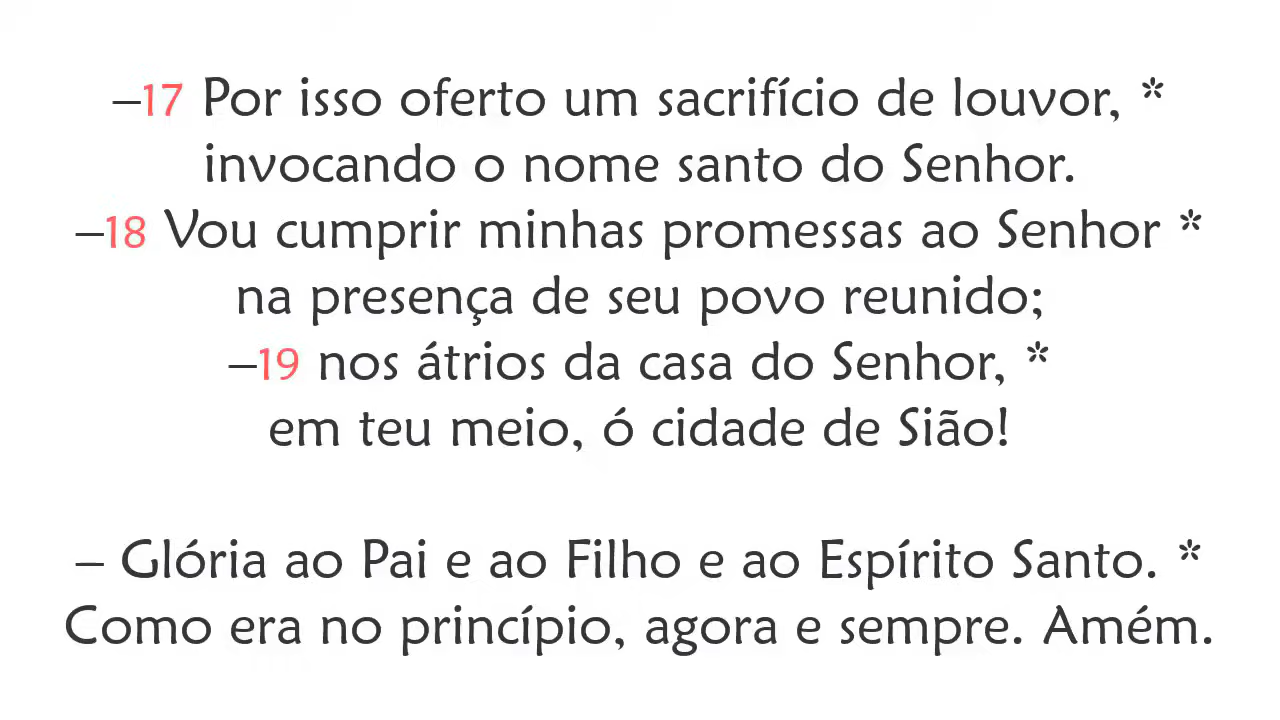 –17 Por isso oferto um sacrifício de louvor, *
invocando o nome santo do Senhor.
–18 Vou cumprir minhas promessas ao Senhor *
na presença de seu povo reunido;
–19 nos átrios da casa do Senhor, *
em teu meio, ó cidade de Sião!
– Glória ao Pai e ao Filho e ao Espírito Santo. *
Como era no princípio, agora e sempre. Amém.